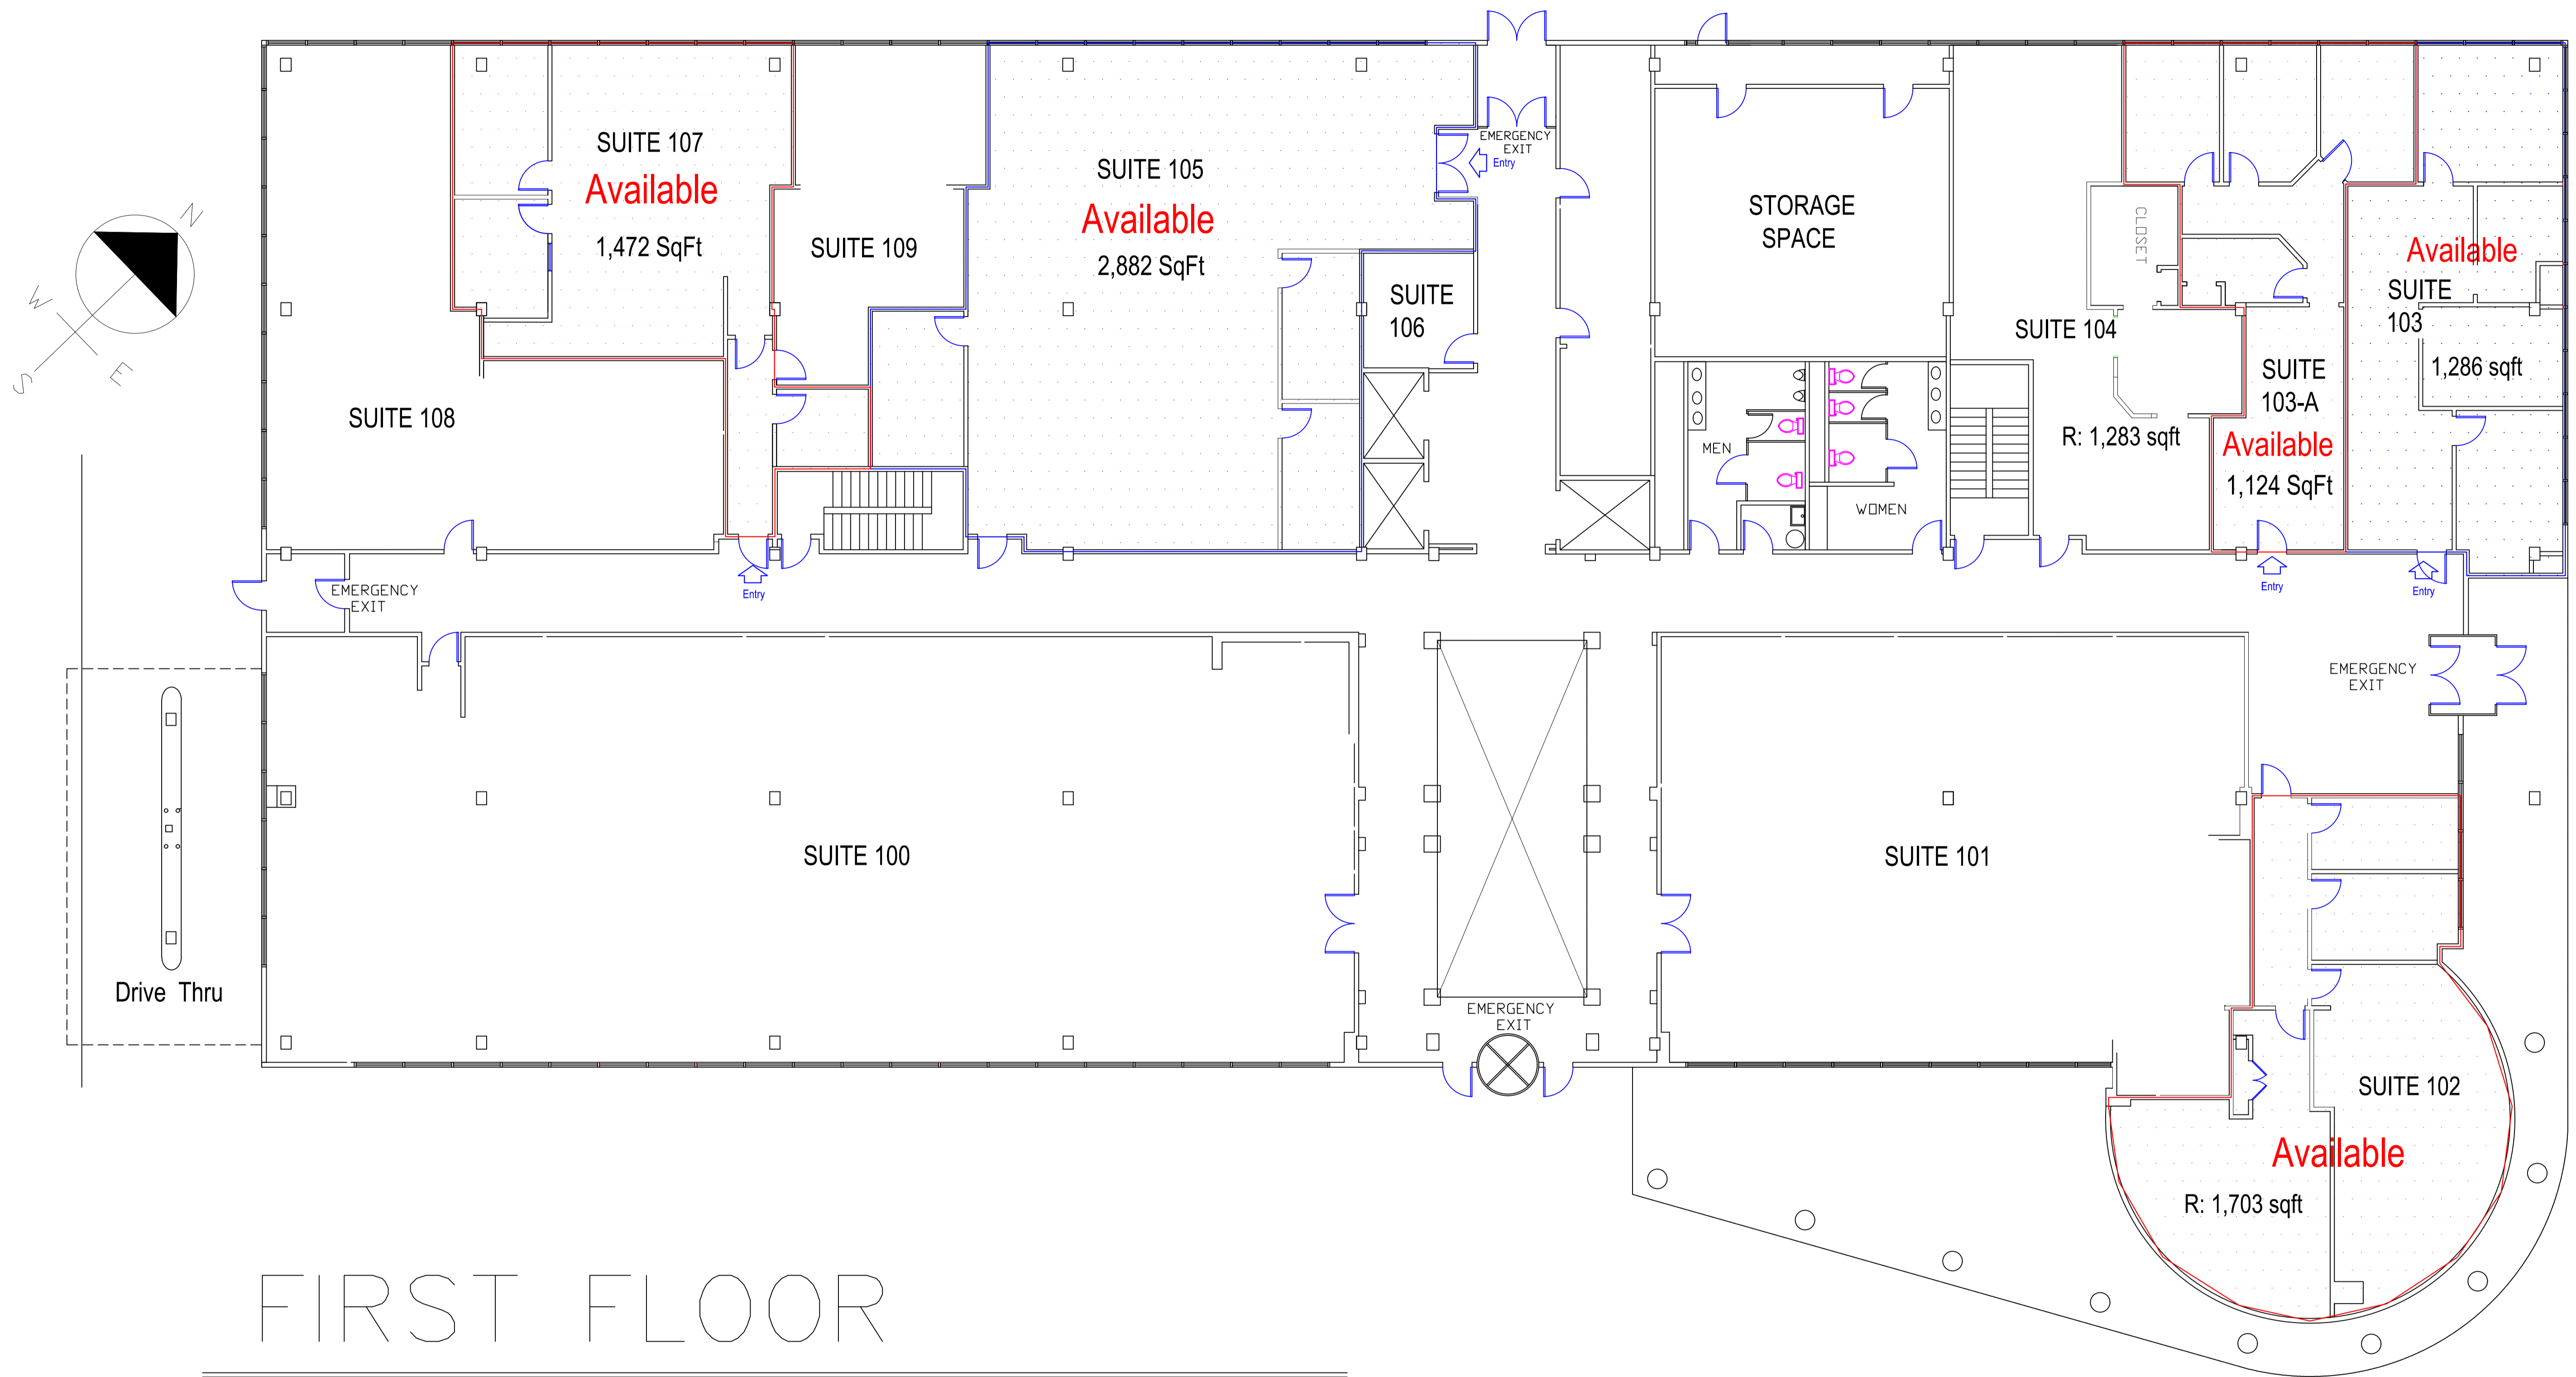 N
W
E
S
SUITE 107
Available
1,472 SqFt
SUITE 109
SUITE 105
Available
2,882 SqFt
EMERGENCY
EXIT
Entry
SUITE
106
STORAGE
SPACE
CLOSET
SUITE 104
R: 1,283 sqft
SUITE
103-A
Available
1,124 SqFt
Available
SUITE
103
1,286 sqft
SUITE 108
MEN
WOMEN
EMERGENCY
EXIT
Entry
Entry
Entry
EMERGENCY
EXIT
SUITE 100
SUITE 101
Drive Thru
EMERGENCY
EXIT
SUITE 102
Available
R: 1,703 sqft
FIRST FLOOR